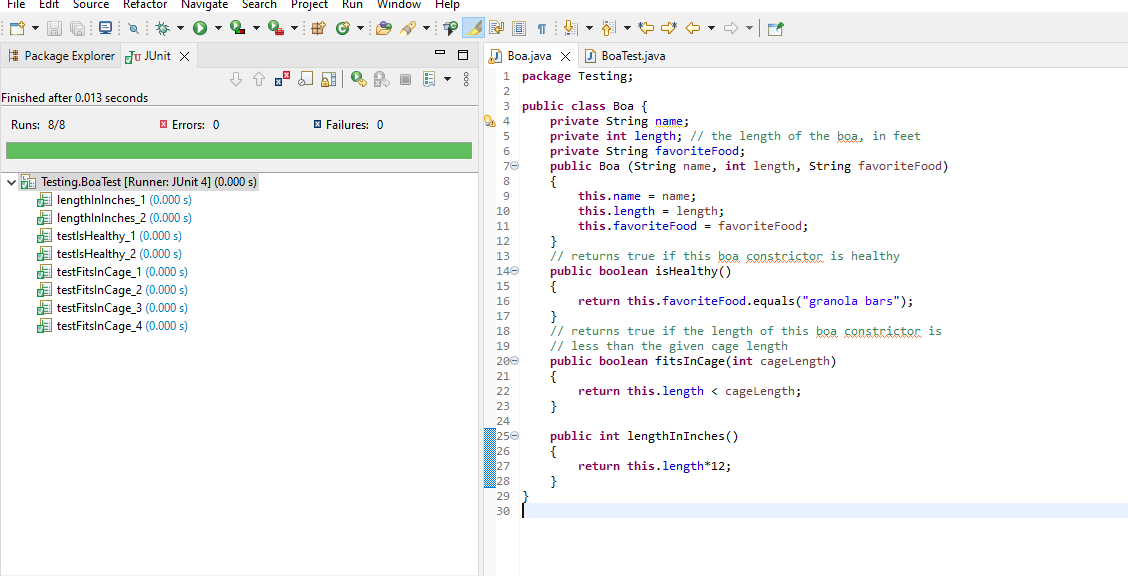 File Edit Source Refactor Navigate Search Project Run Window Help
Package Explorer JUnit
Finished after 0.013 seconds
Runs: 8/8 Errors: 0 Failures: 0
Testing.BoaTest [Runner: JUnit 4] (0.000 s)
lengthInInches_1 (0.000 s)
lengthInInches_2 (0.000 s)
testIsHealthy_1 (0.000 s)
testIsHealthy_2 (0.000 s)
testFitsInCage_1 (0.000 s)
testFitsInCage_2 (0.000 s)
testFitsInCage_3 (0.000 s)
testFitsInCage_4 (0.000 s)
Boa.java BoaTest.java
1 package Testing;
2
3 public class Boa {
4     private String name;
5     private int length; // the length of the boa, in feet
6     private String favoriteFood;
7     public Boa (String name, int length, String favoriteFood)
8     {
9         this.name = name;
10         this.length = length;
11         this.favoriteFood = favoriteFood;
12     }
13     // returns true if this boa constrictor is healthy
14     public boolean isHealthy()
15     {
16         return this.favoriteFood.equals("granola bars");
17     }
18     // returns true if the length of this boa constrictor is
19     // less than the given cage length
20     public boolean fitsInCage(int cageLength)
21     {
22         return this.length < cageLength;
23     }
24
25     public int lengthInInches()
26     {
27         return this.length*12;
28     }
29 }
30